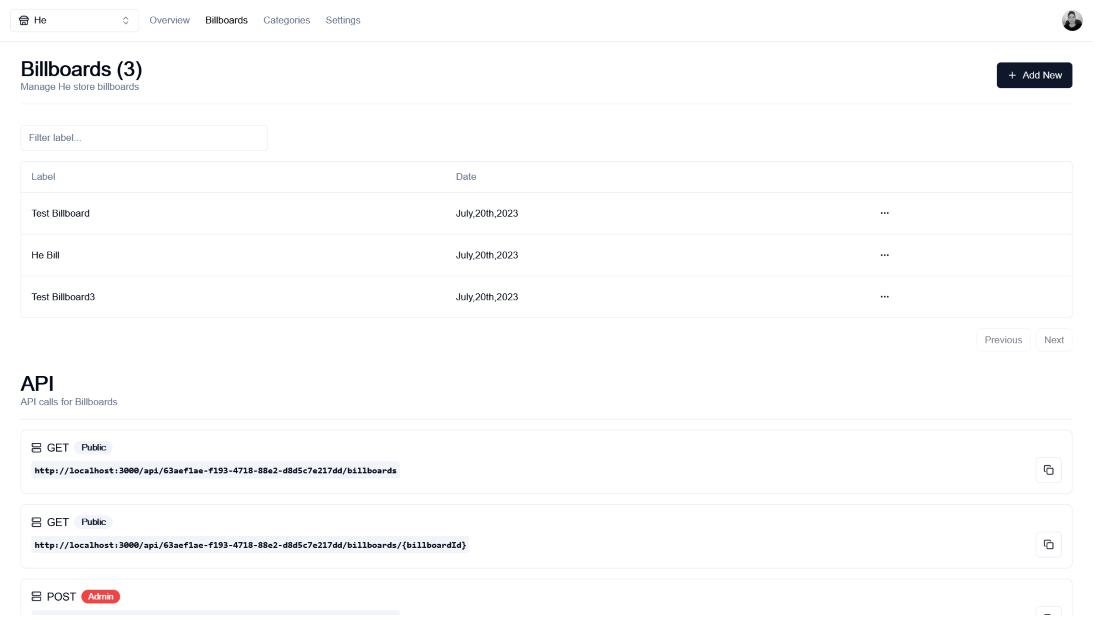 He Overview Billboards Categories Settings
Billboards (3)
Manage He store billboards
+ Add New
Filter label...
Label Date
Test Billboard July,20th,2023 ...
He Bill July,20th,2023 ...
Test Billboard3 July,20th,2023 ...
Previous Next
API
API calls for Billboards
GET Public
http://localhost:3000/api/63aef1ae-f193-4718-88e2-d8d5c7e217dd/billboards
GET Public
http://localhost:3000/api/63aef1ae-f193-4718-88e2-d8d5c7e217dd/billboards/{billboardId}
POST Admin